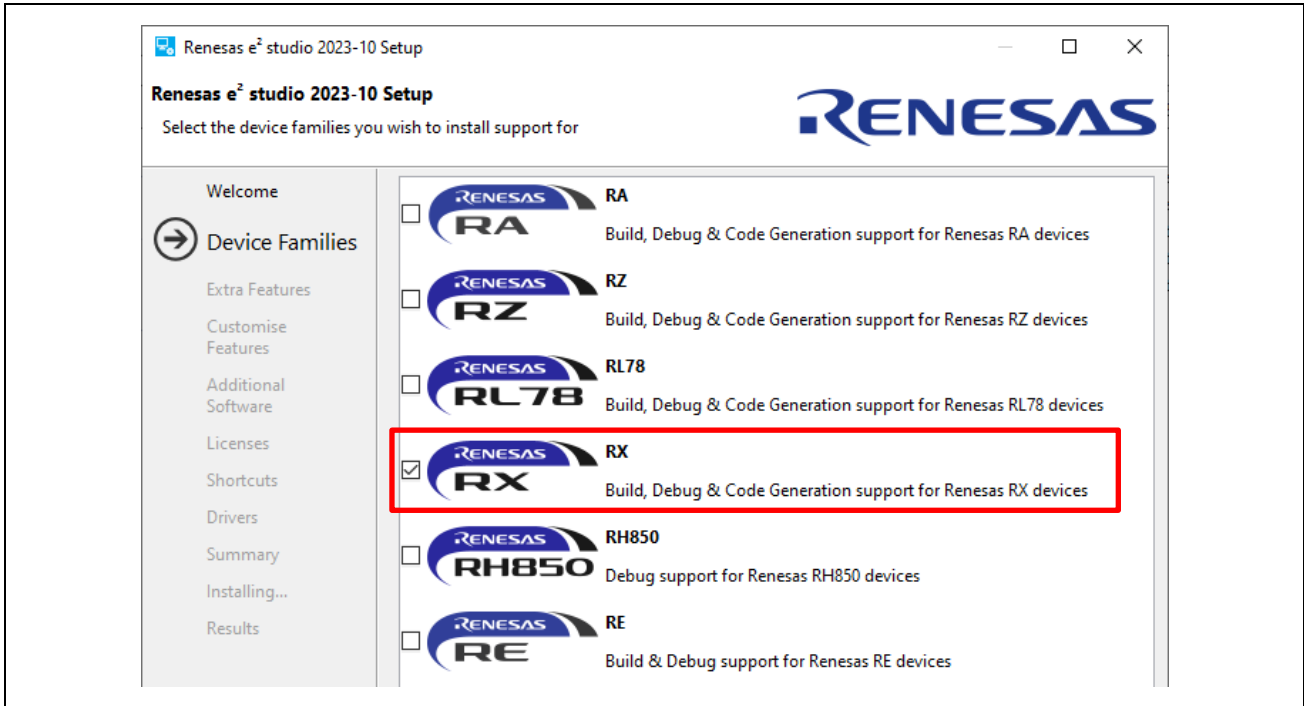 Renesas e² studio 2023-10 Setup
Renesas e² studio 2023-10 Setup
Select the device families you wish to install support for
RENESAS
Welcome
Device Families
Extra Features
Customise
Features
Additional
Software
Licenses
Shortcuts
Drivers
Summary
Installing...
Results
RENESAS
RA
RA
Build, Debug & Code Generation support for Renesas RA devices
RENESAS
RZ
RZ
Build, Debug & Code Generation support for Renesas RZ devices
RENESAS
RL78
RL78
Build, Debug & Code Generation support for Renesas RL78 devices
RENESAS
RX
RX
Build, Debug & Code Generation support for Renesas RX devices
RENESAS
RH850
RH850
Debug support for Renesas RH850 devices
RENESAS
RE
RE
Build & Debug support for Renesas RE devices